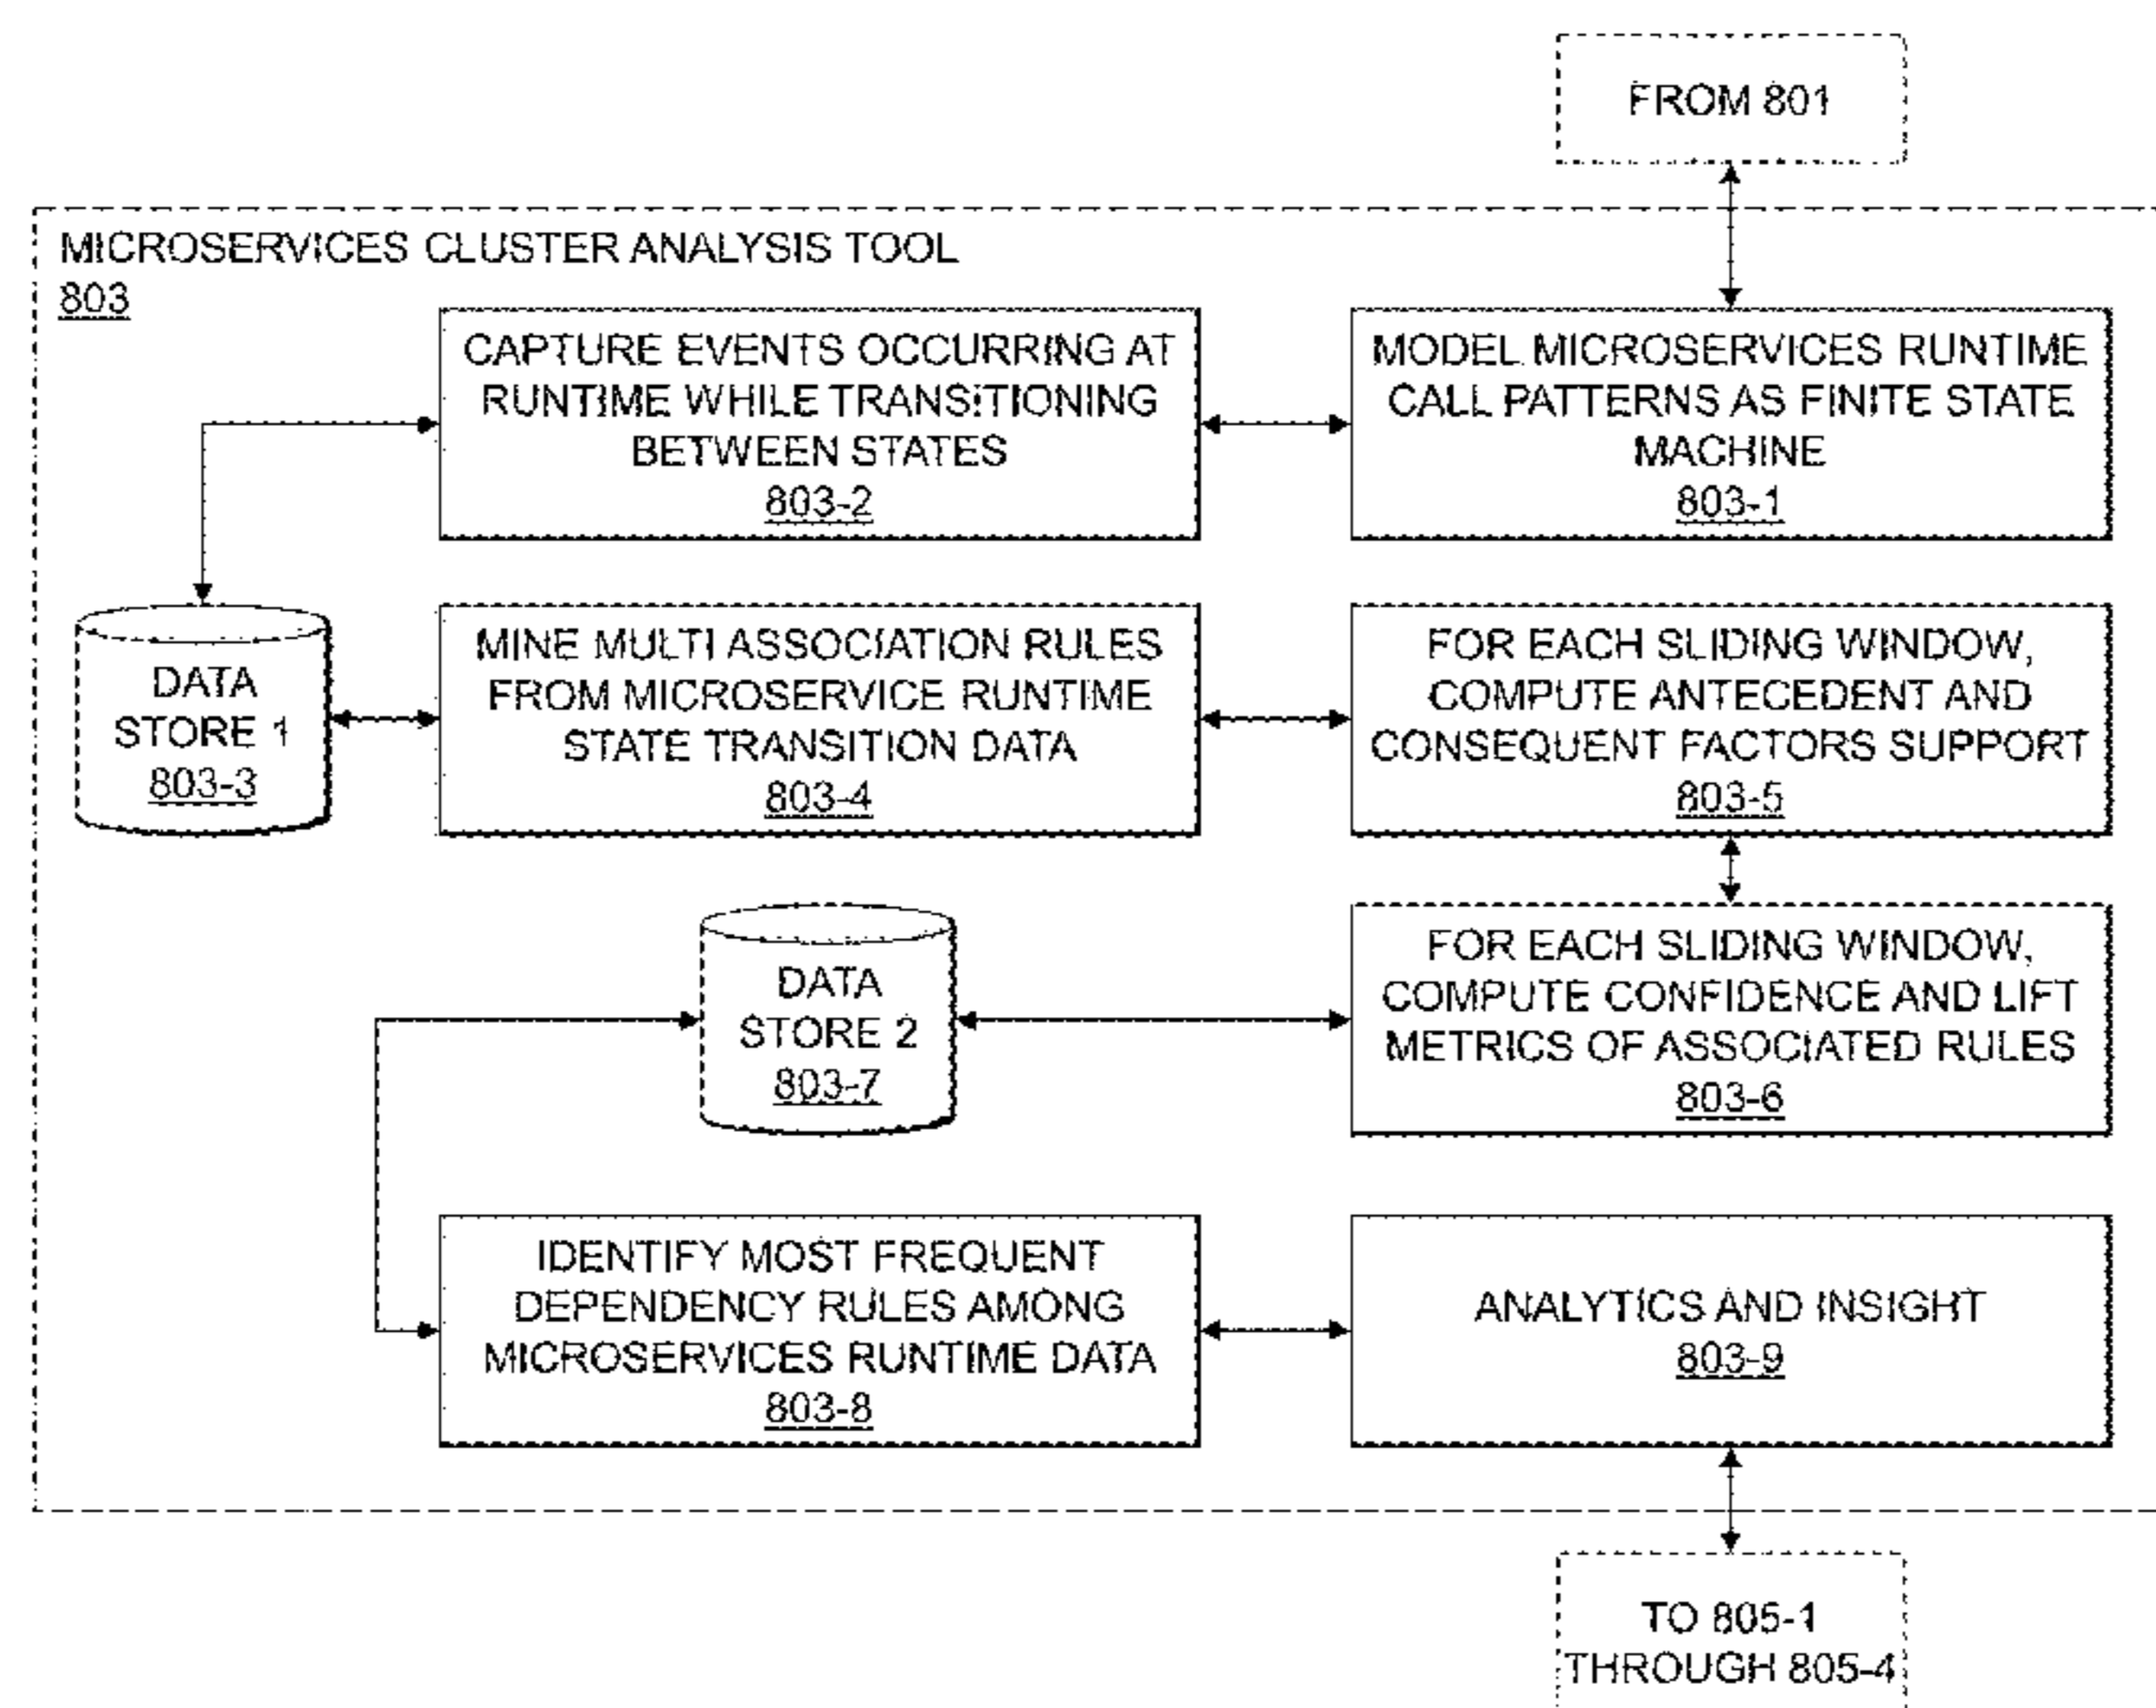 FROM 801
MICROSERVICES CLUSTER ANALYSIS TOOL
803
CAPTURE EVENTS OCCURRING AT
RUNTIME WHILE TRANSITIONING
BETWEEN STATES
803-2
MODEL MICROSERVICES RUNTIME
CALL PATTERNS AS FINITE STATE
MACHINE
803-1
DATA
STORE 1
803-3
MINE MULTI ASSOCIATION RULES
FROM MICROSERVICE RUNTIME
STATE TRANSITION DATA
803-4
FOR EACH SLIDING WINDOW,
COMPUTE ANTECEDENT AND
CONSEQUENT FACTORS SUPPORT
803-5
DATA
STORE 2
803-7
FOR EACH SLIDING WINDOW,
COMPUTE CONFIDENCE AND LIFT
METRICS OF ASSOCIATED RULES
803-6
IDENTIFY MOST FREQUENT
DEPENDENCY RULES AMONG
MICROSERVICES RUNTIME DATA
803-8
ANALYTICS AND INSIGHT
803-9
TO 805-1
THROUGH 805-4